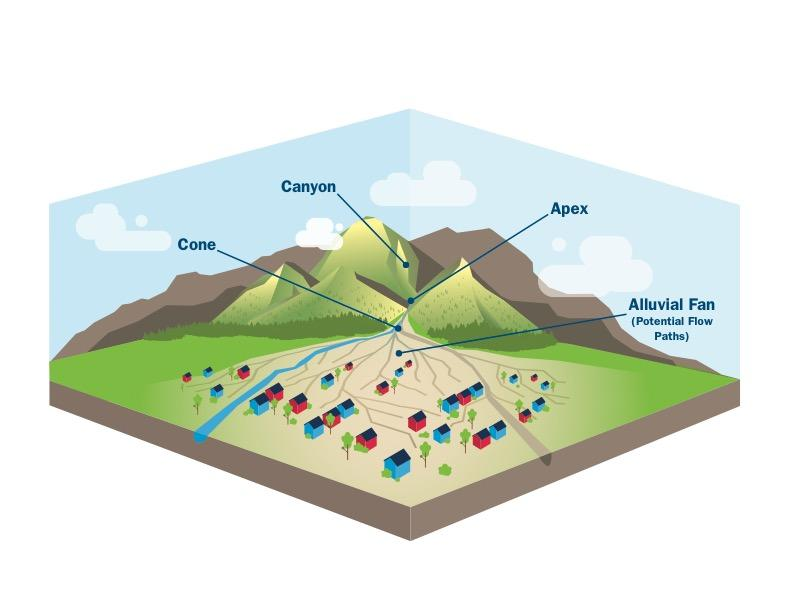 Canyon
Apex
Cone
Alluvial Fan
(Potential Flow
Paths)